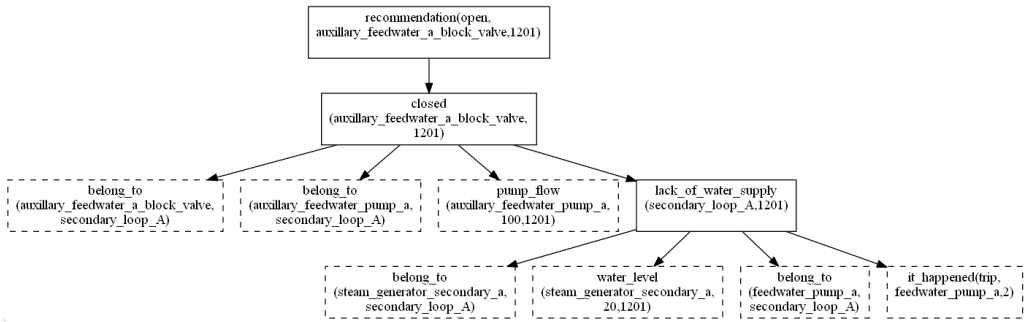 recommendation(open,
auxillary_feedwater_a_block_valve,1201)
closed
(auxillary_feedwater_a_block_valve,
1201)
belong_to
(auxillary_feedwater_a_block_valve,
secondary_loop_A)
belong_to
(auxillary_feedwater_pump_a,
secondary_loop_A)
pump_flow
(auxillary_feedwater_pump_a,
100,1201)
lack_of_water_supply
(secondary_loop_A,1201)
belong_to
(steam_generator_secondary_a,
secondary_loop_A)
water_level
(steam_generator_secondary_a,
20,1201)
belong_to
(feedwater_pump_a,
secondary_loop_A)
it_happened(trip,
feedwater_pump_a,2)